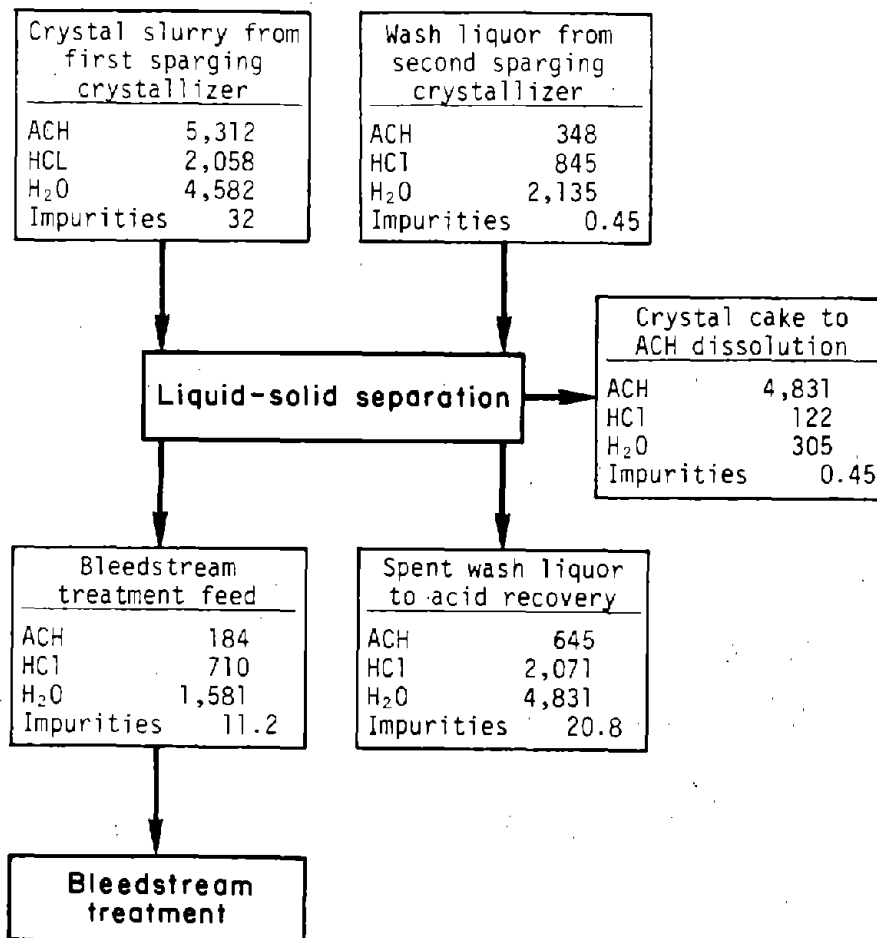 Crystal slurry from
first sparging
crystallizer
ACH 5,312
HCL 2,058
H₂O 4,582
Impurities 32
Wash liquor from
second sparging
crystallizer
ACH 348
HCl 845
H₂O 2,135
Impurities 0.45
Liquid-solid separation
Crystal cake to
ACH dissolution
ACH 4,831
HCl 122
H₂O 305
Impurities 0.45
Bleedstream
treatment feed
ACH 184
HCl 710
H₂O 1,581
Impurities 11.2
Spent wash liquor
to acid recovery
ACH 645
HCl 2,071
H₂O 4,831
Impurities 20.8
Bleedstream
treatment